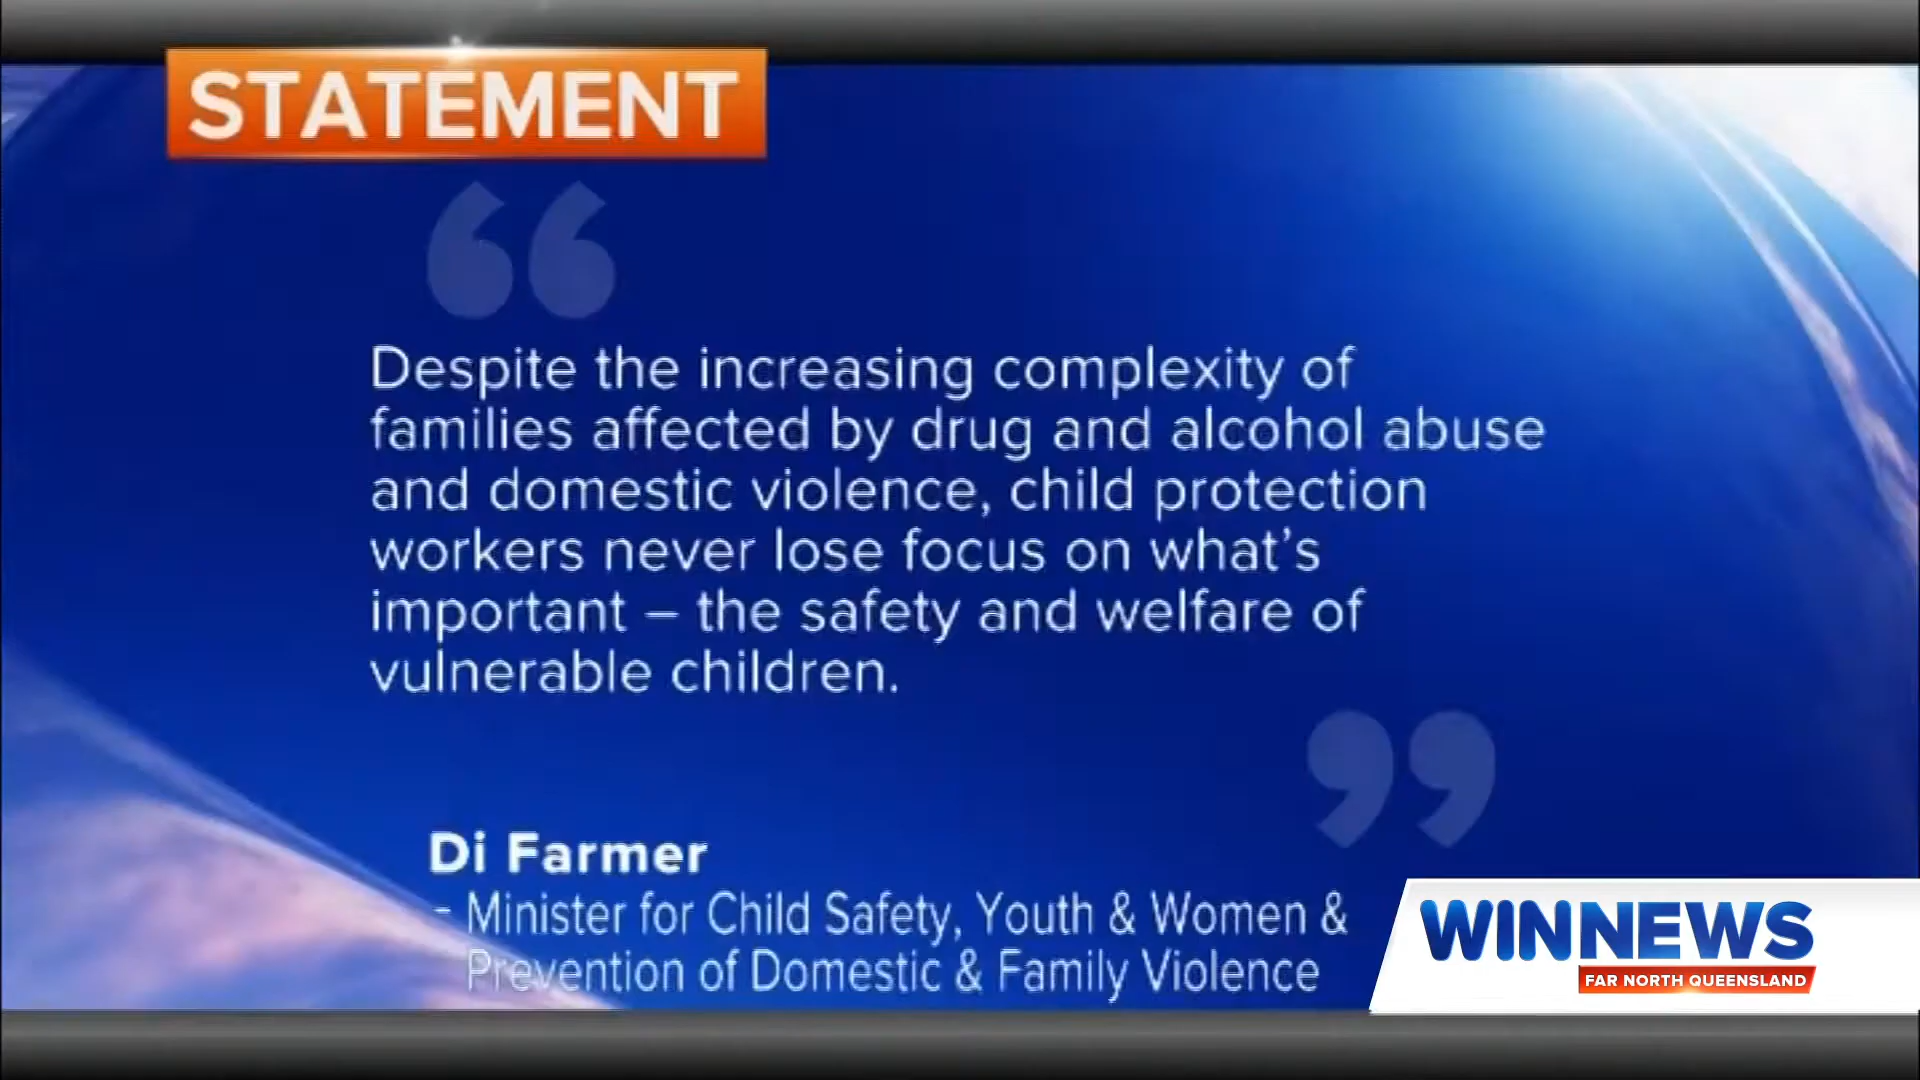 STATEMENT
“
Despite the increasing complexity of
families affected by drug and alcohol abuse
and domestic violence, child protection
workers never lose focus on what’s
important – the safety and welfare of
vulnerable children.
”
Di Farmer
- Minister for Child Safety, Youth & Women &
Prevention of Domestic & Family Violence
WINNEWS
FAR NORTH QUEENSLAND